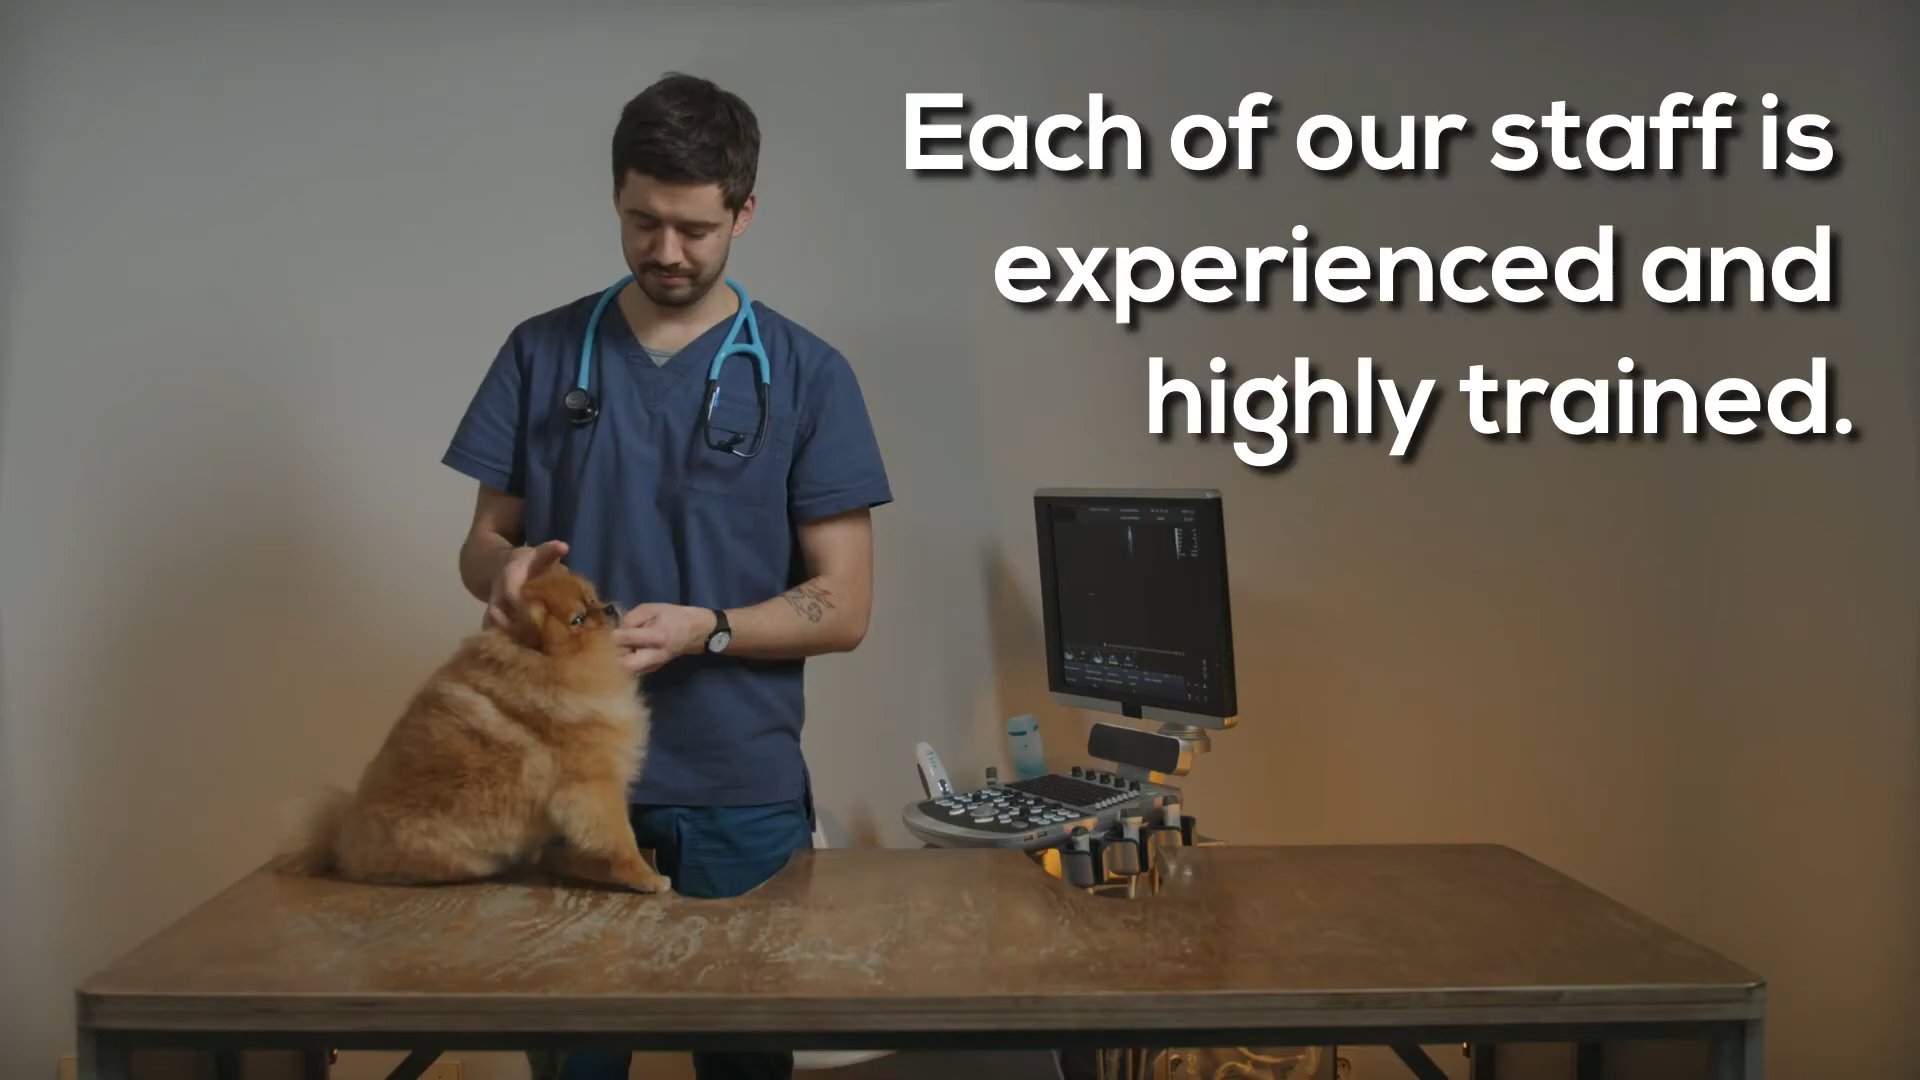 Each of our staff is
experienced and
highly trained.